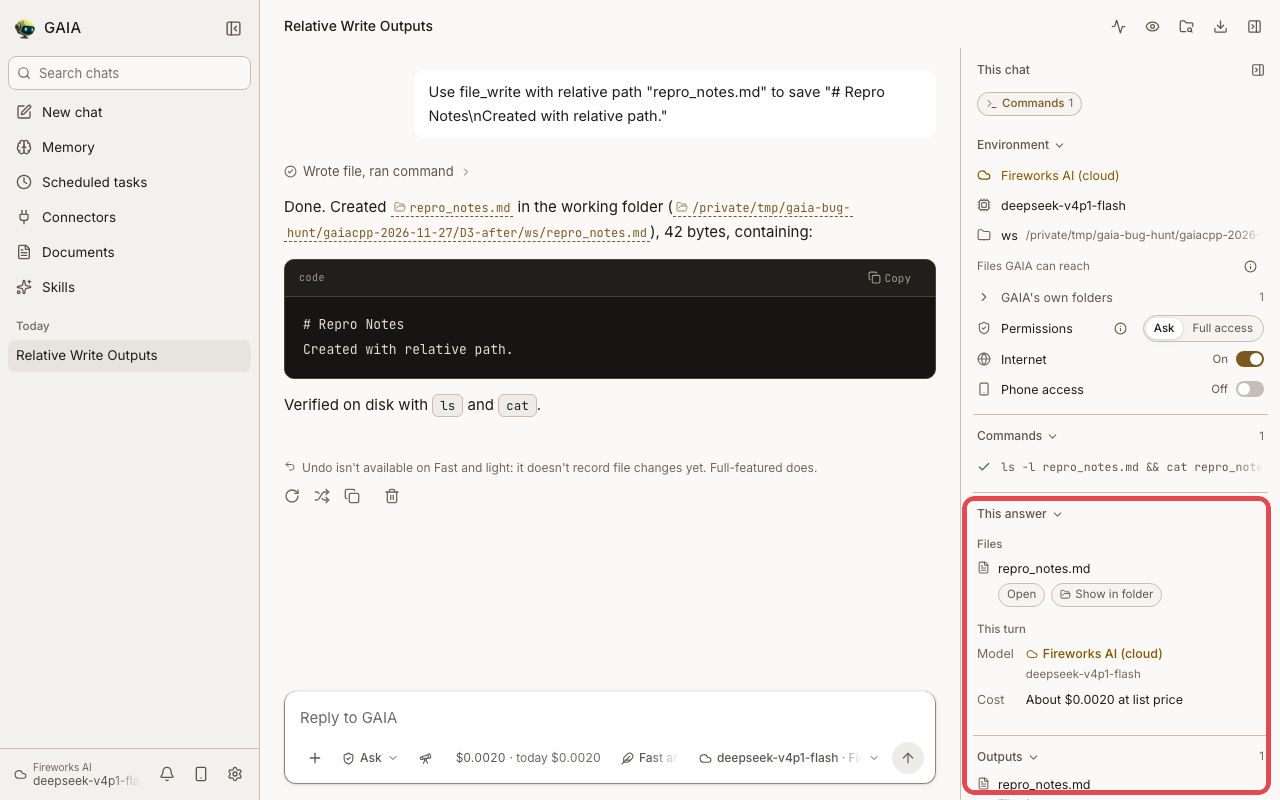 GAIA
Search chats
New chat
Memory
Scheduled tasks
Connectors
Documents
Skills
Today
Relative Write Outputs
Fireworks AI (cloud)
deepseek-v4p1-fla
Relative Write Outputs
Use file_write with relative path "repro_notes.md" to save "# Repro
Notes\nCreated with relative path."
Wrote file, ran command
Done. Created repro_notes.md in the working folder (/private/tmp/gaia-bug-
hunt/gaiacpp-2026-11-27/D3-after/ws/repro_notes.md), 42 bytes, containing:
code
Copy
# Repro Notes
Created with relative path.
Verified on disk with ls and cat.
Undo isn't available on Fast and light: it doesn't record file changes yet. Full-featured does.
Reply to GAIA
Ask
$0.0020 · today $0.0020
Fast an
deepseek-v4p1-flash · Fi
This chat
Commands 1
Environment
Fireworks AI (cloud)
deepseek-v4p1-flash
ws /private/tmp/gaia-bug-hunt/gaiacpp-2026-
Files GAIA can reach
GAIA's own folders 1
Permissions Ask Full access
Internet On
Phone access Off
Commands 1
ls -l repro_notes.md && cat repro_note
This answer
Files
repro_notes.md
Open Show in folder
This turn
Model Fireworks AI (cloud)
deepseek-v4p1-flash
Cost About $0.0020 at list price
Outputs 1
repro_notes.md